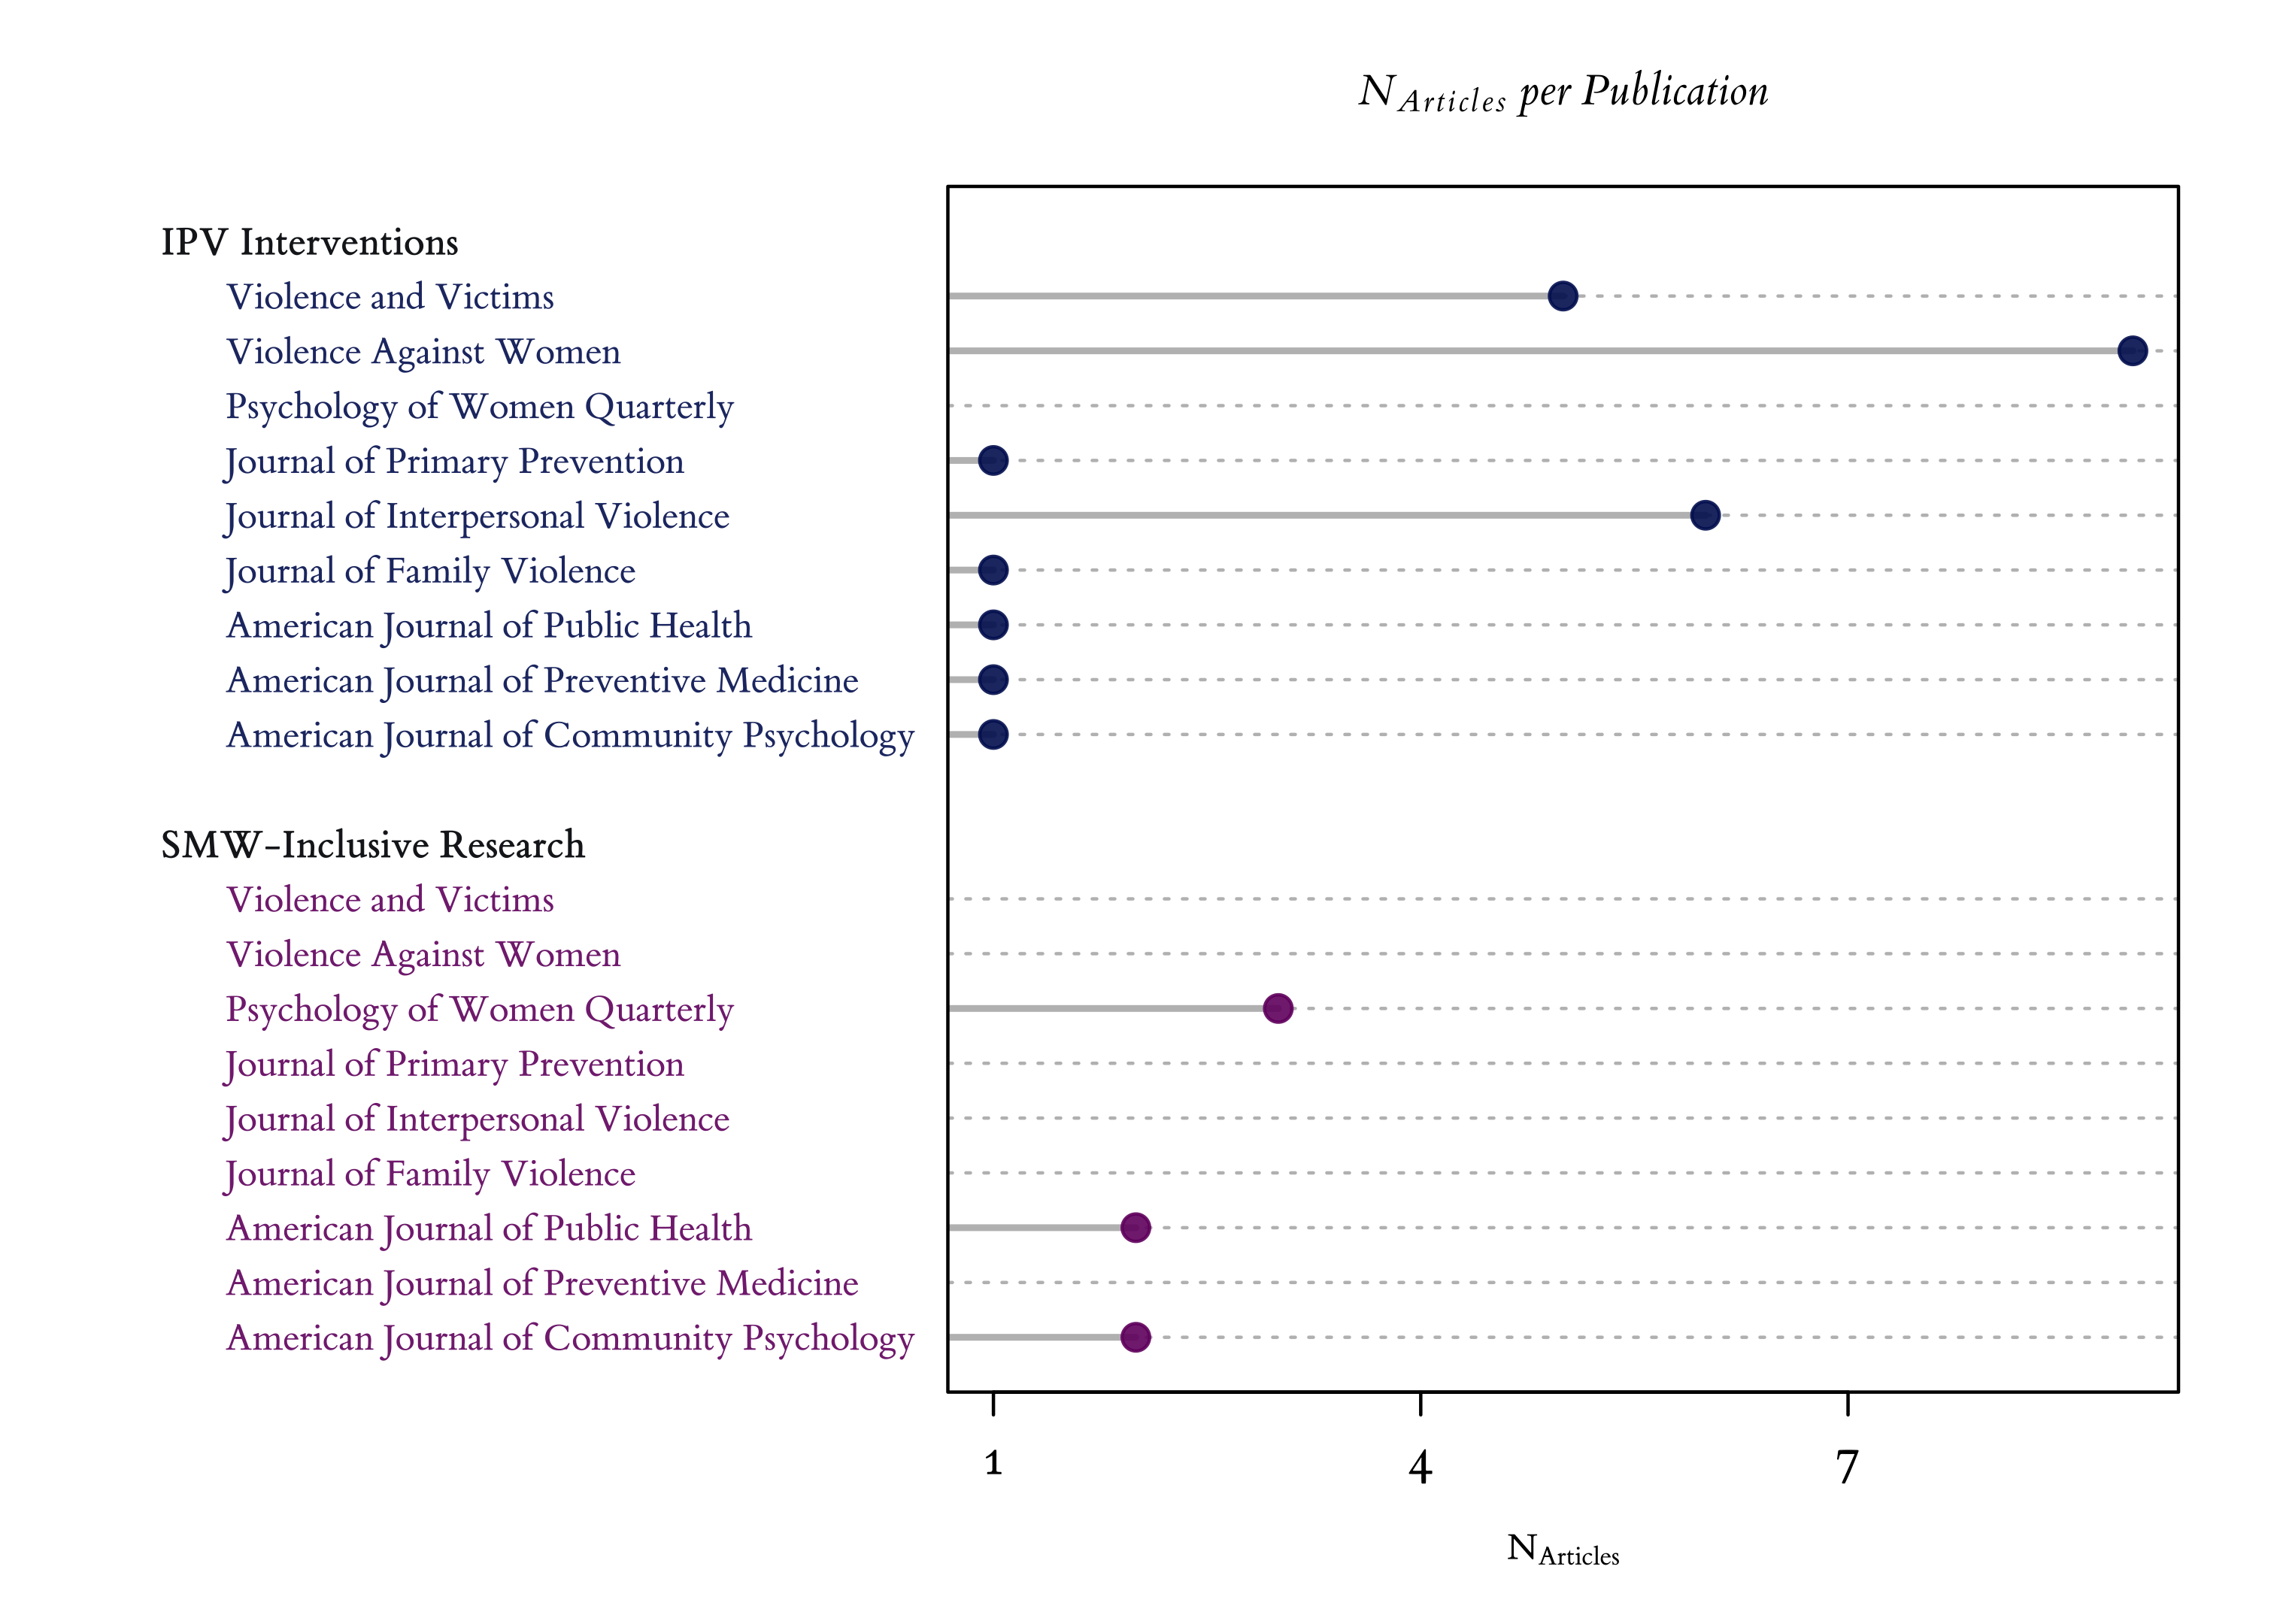 N Articles per Publication
IPV Interventions
Violence and Victims
Violence Against Women
Psychology of Women Quarterly
Journal of Primary Prevention
Journal of Interpersonal Violence
Journal of Family Violence
American Journal of Public Health
American Journal of Preventive Medicine
American Journal of Community Psychology
SMW-Inclusive Research
Violence and Victims
Violence Against Women
Psychology of Women Quarterly
Journal of Primary Prevention
Journal of Interpersonal Violence
Journal of Family Violence
American Journal of Public Health
American Journal of Preventive Medicine
American Journal of Community Psychology
1 4 7
N Articles